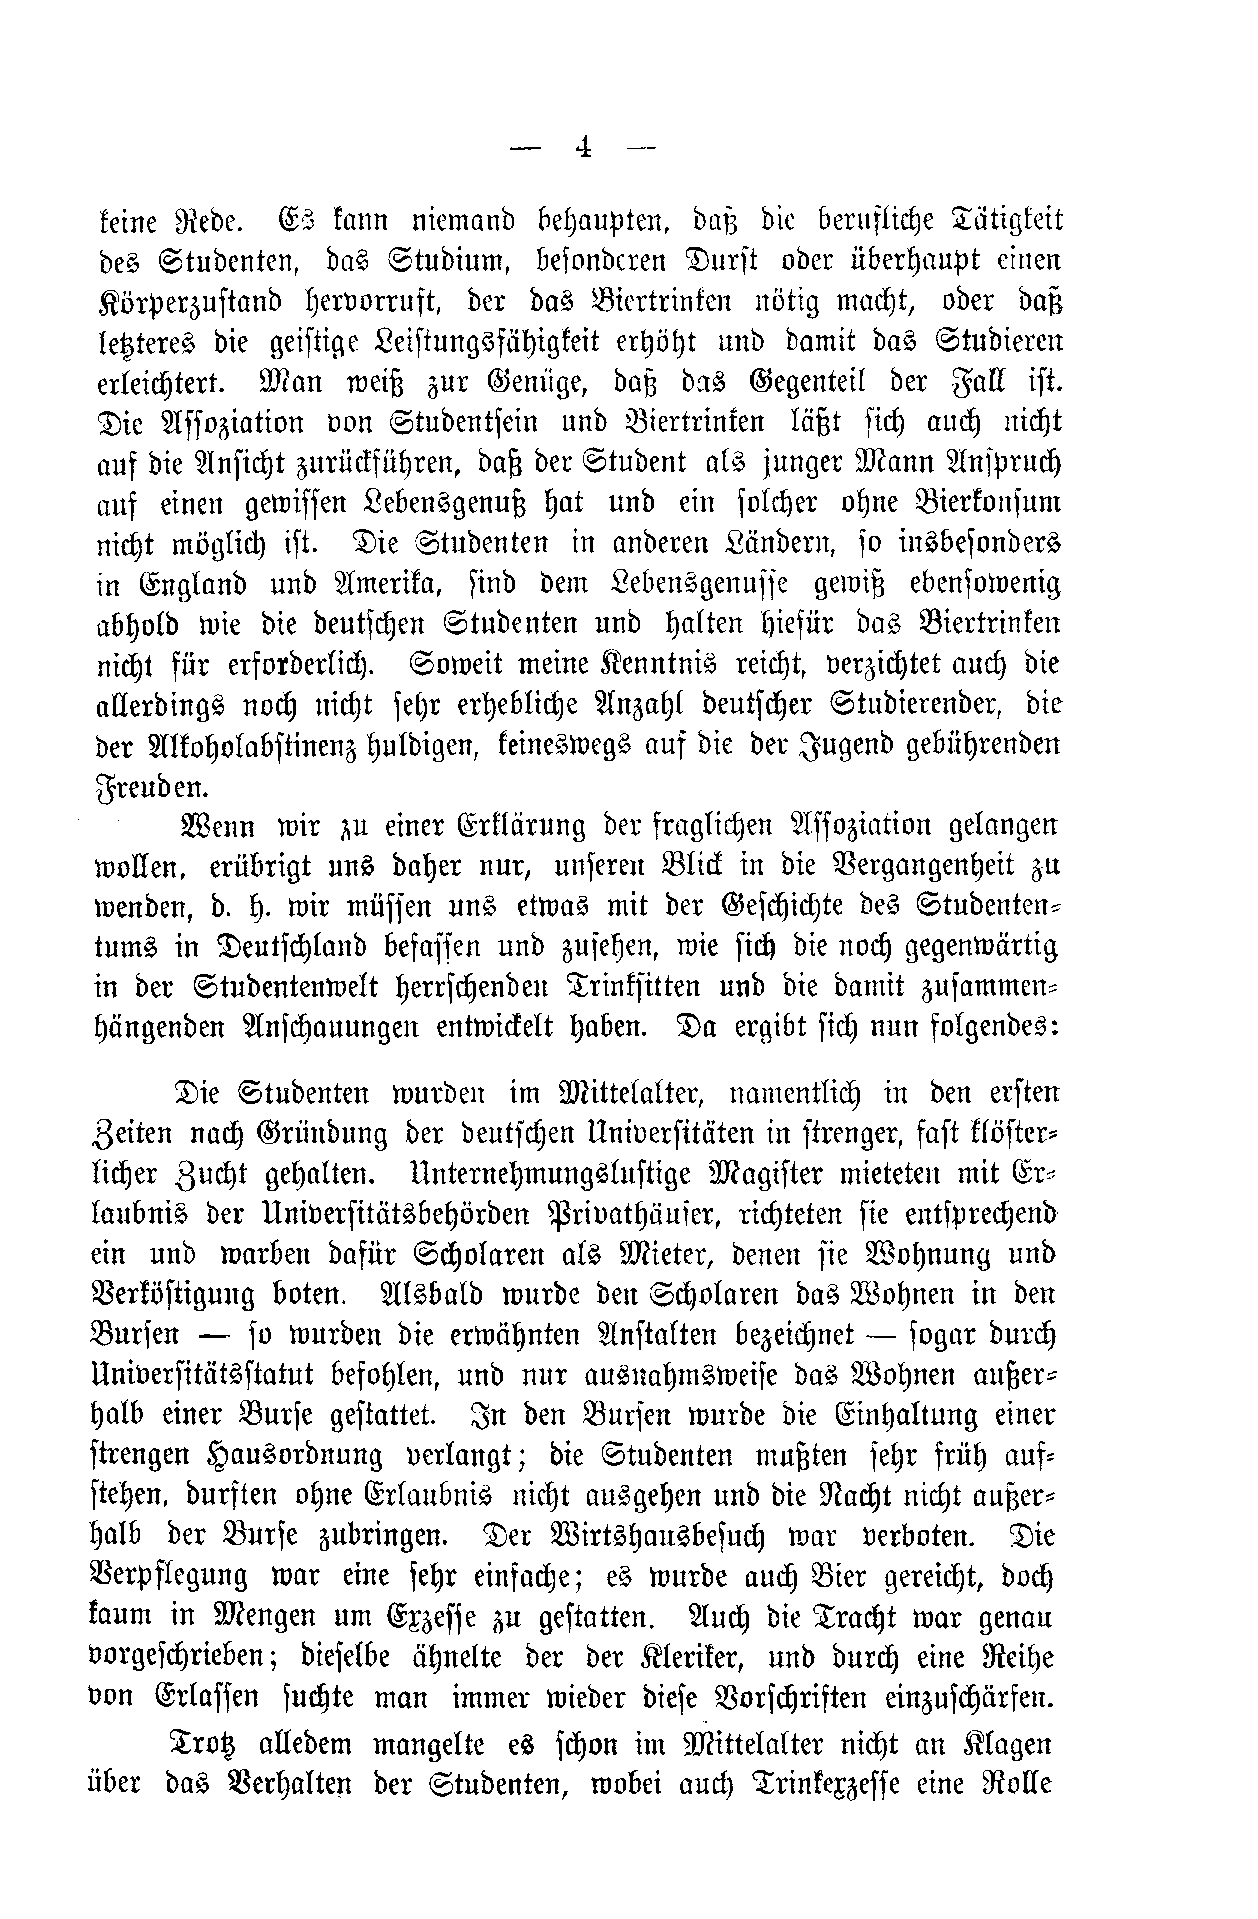 — 4 —
keine Rede. Es kann niemand behaupten, daß die berufliche Tätigkeit
des Studenten, das Studium, besonderen Durst oder überhaupt einen
Körperzustand hervorruft, der das Biertrinken nötig macht, oder daß
letzteres die geistige Leistungsfähigkeit erhöht und damit das Studieren
erleichtert. Man weiß zur Genüge, daß das Gegenteil der Fall ist.
Die Assoziation von Studentsein und Biertrinken läßt sich auch nicht
auf die Ansicht zurückführen, daß der Student als junger Mann Anspruch
auf einen gewissen Lebensgenuß hat und ein solcher ohne Bierkonsum
nicht möglich ist. Die Studenten in anderen Ländern, so insbesonders
in England und Amerika, sind dem Lebensgenusse gewiß ebensowenig
abhold wie die deutschen Studenten und halten hiefür das Biertrinken
nicht für erforderlich. Soweit meine Kenntnis reicht, verzichtet auch die
allerdings noch nicht sehr erhebliche Anzahl deutscher Studierender, die
der Alkoholabstinenz huldigen, keineswegs auf die der Jugend gebührenden
Freuden.
Wenn wir zu einer Erklärung der fraglichen Assoziation gelangen
wollen, erübrigt uns daher nur, unseren Blick in die Vergangenheit zu
wenden, d. h. wir müssen uns etwas mit der Geschichte des Studenten-
tums in Deutschland befassen und zusehen, wie sich die noch gegenwärtig
in der Studentenwelt herrschenden Trinksitten und die damit zusammen-
hängenden Anschauungen entwickelt haben. Da ergibt sich nun folgendes:
Die Studenten wurden im Mittelalter, namentlich in den ersten
Zeiten nach Gründung der deutschen Universitäten in strenger, fast klöster-
licher Zucht gehalten. Unternehmungslustige Magister mieteten mit Er-
laubnis der Universitätsbehörden Privathäuser, richteten sie entsprechend
ein und warben dafür Scholaren als Mieter, denen sie Wohnung und
Verköstigung boten. Alsbald wurde den Scholaren das Wohnen in den
Bursen — so wurden die erwähnten Anstalten bezeichnet — sogar durch
Universitätsstatut befohlen, und nur ausnahmsweise das Wohnen außer-
halb einer Burse gestattet. In den Bursen wurde die Einhaltung einer
strengen Hausordnung verlangt; die Studenten mußten sehr früh auf-
stehen, durften ohne Erlaubnis nicht ausgehen und die Nacht nicht außer-
halb der Burse zubringen. Der Wirtshausbesuch war verboten. Die
Verpflegung war eine sehr einfache; es wurde auch Bier gereicht, doch
kaum in Mengen um Exzesse zu gestatten. Auch die Tracht war genau
vorgeschrieben; dieselbe ähnelte der der Kleriker, und durch eine Reihe
von Erlassen suchte man immer wieder diese Vorschriften einzuschärfen.
Trotz alledem mangelte es schon im Mittelalter nicht an Klagen
über das Verhalten der Studenten, wobei auch Trinkexzesse eine Rolle